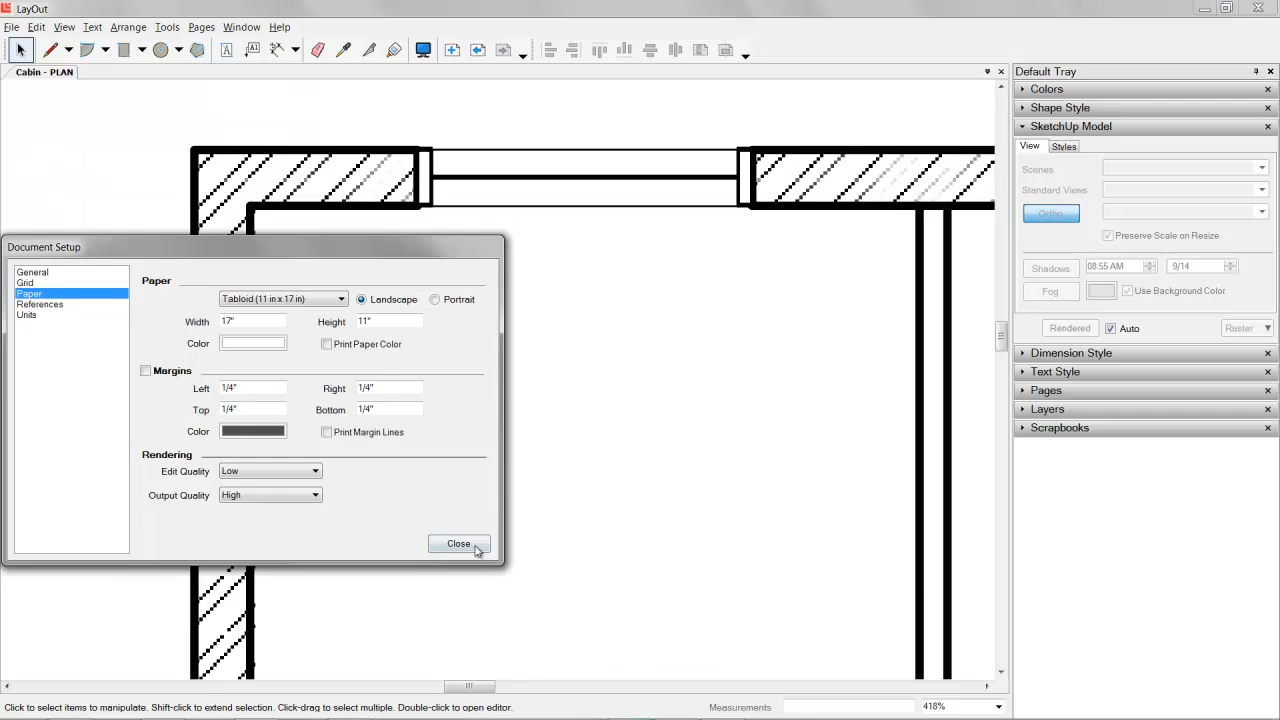 LayOut
File Edit View Text Arrange Tools Pages Window Help
Cabin - PLAN
Default Tray
Colors
Shape Style
SketchUp Model
View Styles
Scenes
Standard Views
Ortho
Preserve Scale on Resize
Shadows 08:55 AM 9/14
Fog Use Background Color
Rendered Auto Raster
Dimension Style
Text Style
Pages
Layers
Scrapbooks
Document Setup
General
Grid
Paper
References
Units
Paper
Tabloid (11 in x 17 in) Landscape Portrait
Width 17" Height 11"
Color Print Paper Color
Margins
Left 1/4" Right 1/4"
Top 1/4" Bottom 1/4"
Color Print Margin Lines
Rendering
Edit Quality Low
Output Quality High
Close
Click to select items to manipulate. Shift-click to extend selection. Click-drag to select multiple. Double-click to open editor. Measurements 418%